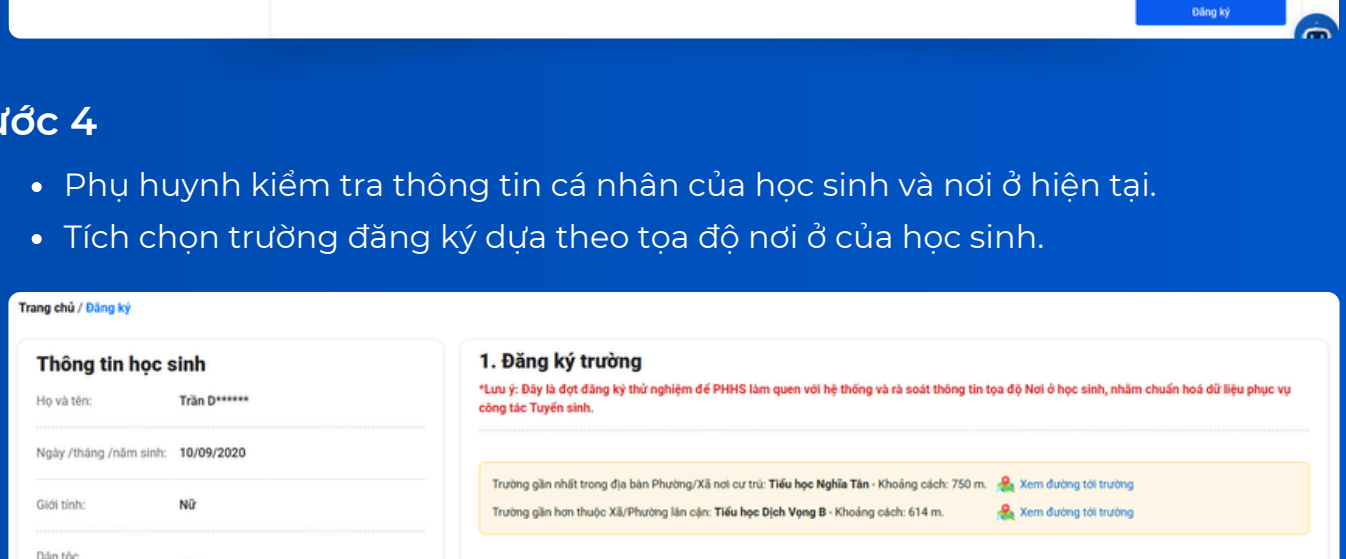 Đăng ký
ước 4
Phụ huynh kiểm tra thông tin cá nhân của học sinh và nơi ở hiện tại.
Tích chọn trường đăng ký dựa theo tọa độ nơi ở của học sinh.
Trang chủ / Đăng ký
Thông tin học sinh
Họ và tên: Trần D******
Ngày /tháng /năm sinh: 10/09/2020
Giới tính: Nữ
Dân tộc
1. Đăng ký trường
*Lưu ý: Đây là đợt đăng ký thử nghiệm để PHHS làm quen với hệ thống và rà soát thông tin tọa độ Nơi ở học sinh, nhằm chuẩn hoá dữ liệu phục vụ
công tác Tuyển sinh.
Trường gần nhất trong địa bàn Phường/Xã nơi cư trú: Tiểu học Nghĩa Tân - Khoảng cách: 750 m. Xem đường tới trường
Trường gần hơn thuộc Xã/Phường lân cận: Tiểu học Dịch Vọng B - Khoảng cách: 614 m. Xem đường tới trường